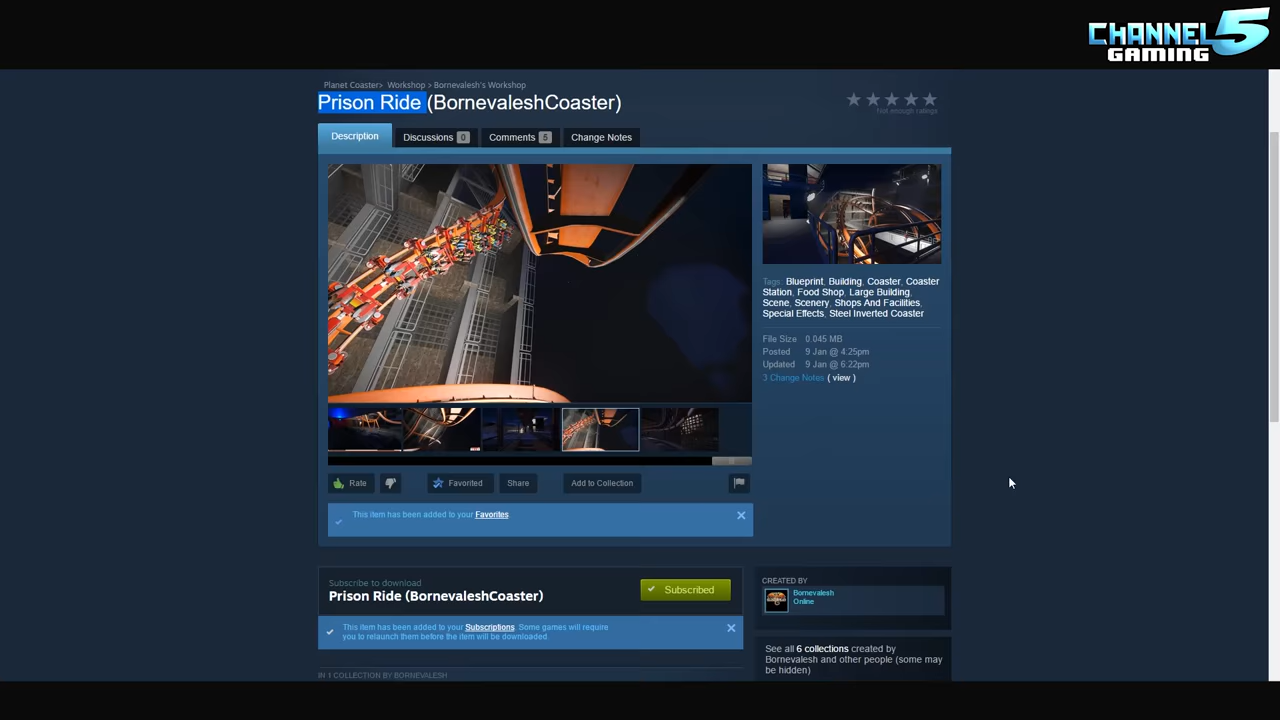 CHANNEL 5
GAMING
Planet Coaster> Workshop > Bornevalesh's Workshop
Prison Ride (BornevaleshCoaster)
Not enough ratings
Description
Discussions 0
Comments 5
Change Notes
Tags: Blueprint, Building, Coaster, Coaster
Station, Food Shop, Large Building,
Scene, Scenery, Shops And Facilities,
Special Effects, Steel Inverted Coaster
File Size 0.045 MB
Posted 9 Jan @ 4:25pm
Updated 9 Jan @ 6:22pm
3 Change Notes ( view )
Rate
Favorited
Share
Add to Collection
This item has been added to your Favorites.
Subscribe to download
Prison Ride (BornevaleshCoaster)
Subscribed
This item has been added to your Subscriptions. Some games will require
you to relaunch them before the item will be downloaded.
IN 1 COLLECTION BY BORNEVALESH
CREATED BY
Bornevalesh
Online
See all 6 collections created by
Bornevalesh and other people (some may
be hidden)